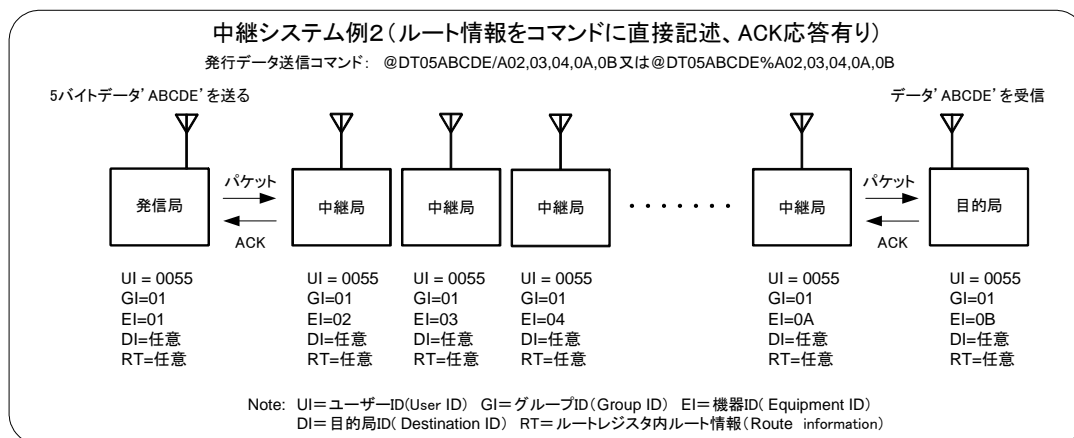 中継システム例2(ルート情報をコマンドに直接記述、ACK応答有り)
発行データ送信コマンド: @DT05ABCDE/A02,03,04,0A,0B又は@DT05ABCDE%A02,03,04,0A,0B
5バイトデータ'ABCDE'を送る
データ'ABCDE'を受信
発信局
パケット
ACK
中継局
中継局
中継局
・・・・・・・
中継局
パケット
ACK
目的局
UI = 0055
GI=01
EI=01
DI=任意
RT=任意
UI = 0055
GI=01
EI=02
DI=任意
RT=任意
UI = 0055
GI=01
EI=03
DI=任意
RT=任意
UI = 0055
GI=01
EI=04
DI=任意
RT=任意
UI = 0055
GI=01
EI=0A
DI=任意
RT=任意
UI = 0055
GI=01
EI=0B
DI=任意
RT=任意
Note: UI=ユーザーID(User ID) GI=グループID(Group ID) EI=機器ID( Equipment ID)
DI=目的局ID( Destination ID) RT=ルートレジスタ内ルート情報(Route information)